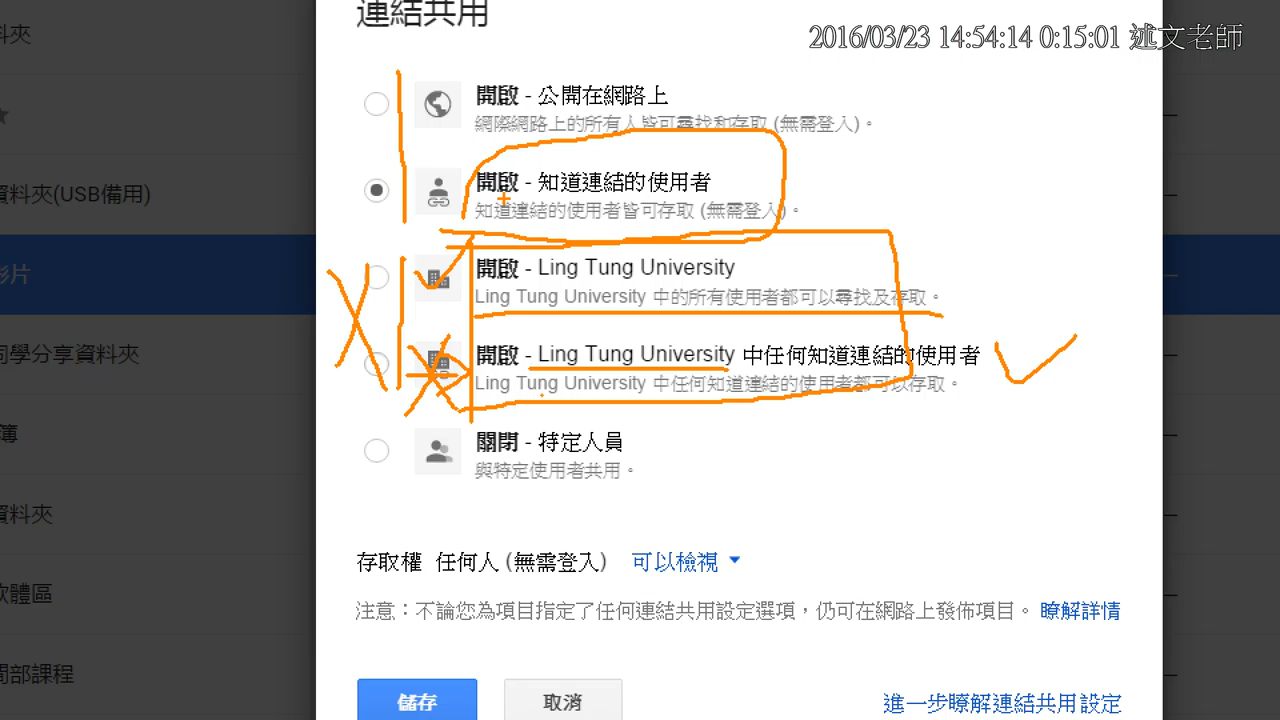 連結共用
2016/03/23 14:54:14 0:15:01 述文老師
料夾
開啟 - 公開在網路上
網際網路上的所有人皆可尋找和存取 (無需登入)。
資料夾(USB備用)
開啟 - 知道連結的使用者
知道連結的使用者皆可存取 (無需登入)。
影片
開啟 - Ling Tung University
Ling Tung University 中的所有使用者都可以尋找及存取。
同學分享資料夾
開啟 - Ling Tung University 中任何知道連結的使用者
Ling Tung University 中任何知道連結的使用者都可以存取。
簿
關閉 - 特定人員
與特定使用者共用。
資料夾
存取權 任何人 (無需登入) 可以檢視
軟體區
注意：不論您為項目指定了任何連結共用設定選項，仍可在網路上發佈項目。 瞭解詳情
間部課程
儲存
取消
進一步瞭解連結共用設定